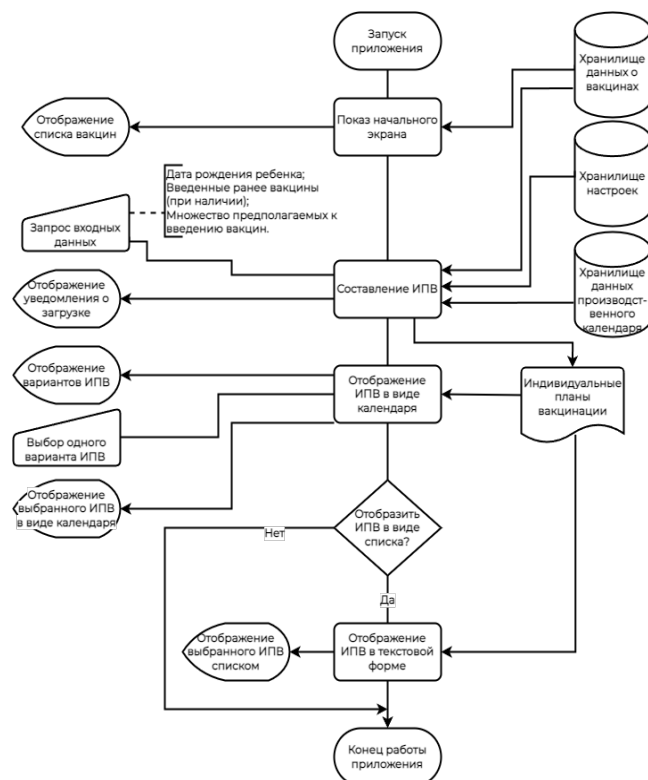 Запуск
приложения
Хранилище
данных о
вакцинах
Отображение
списка вакцин
Показ начального
экрана
Дата рождения ребенка;
Введенные ранее вакцины
(при наличии);
Множество предполагаемых к
введению вакцин.
Хранилище
настроек
Запрос входных
данных
Отображение
уведомления о
загрузке
Составление ИПВ
Хранилище
данных
производст-
венного
календаря
Отображение
вариантов ИПВ
Отображение
ИПВ в виде
календаря
Индивидуальные
планы
вакцинации
Выбор одного
варианта ИПВ
Отображение
выбранного ИПВ
в виде календаря
Отобразить
ИПВ в виде
списка?
Нет
Да
Отображение
выбранного ИПВ
списком
Отображение
ИПВ в текстовой
форме
Конец работы
приложения